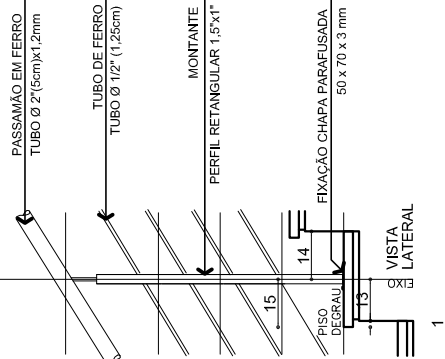 PASSAMÃO EM FERRO
TUBO Ø 2"(5cm)x1,2mm
TUBO DE FERRO
TUBO Ø 1/2" (1,25cm)
MONTANTE
PERFIL RETANGULAR 1,5"x1"
FIXAÇÃO CHAPA PARAFUSADA
50 x 70 x 3 mm
15
14
PISO
DEGRAU
13
EIXO
VISTA
LATERAL
1